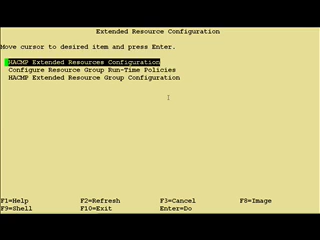 Extended Resource Configuration
Move cursor to desired item and press Enter.
HACMP Extended Resources Configuration
Configure Resource Group Run-Time Policies
HACMP Extended Resource Group Configuration
F1=Help F2=Refresh F3=Cancel F8=Image
F9=Shell F10=Exit Enter=Do